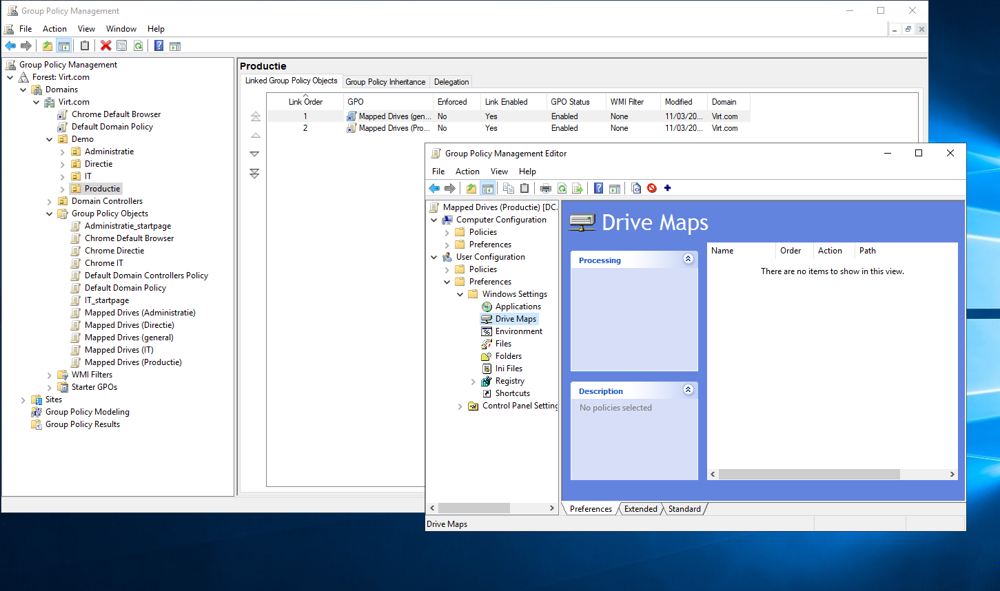 Group Policy Management
File Action View Window Help
Group Policy Management
Forest: Virt.com
Domains
Virt.com
Chrome Default Browser
Default Domain Policy
Demo
Administratie
Directie
IT
Productie
Domain Controllers
Group Policy Objects
Administratie_startpage
Chrome Default Browser
Chrome Directie
Chrome IT
Default Domain Controllers Policy
Default Domain Policy
IT_startpage
Mapped Drives (Administratie)
Mapped Drives (Directie)
Mapped Drives (general)
Mapped Drives (IT)
Mapped Drives (Productie)
WMI Filters
Starter GPOs
Sites
Group Policy Modeling
Group Policy Results
Productie
Linked Group Policy Objects Group Policy Inheritance Delegation
Link Order GPO Enforced Link Enabled GPO Status WMI Filter Modified Domain
1 Mapped Drives (gen... No Yes Enabled None 11/03/20... Virt.com
2 Mapped Drives (Pro... No Yes Enabled None 11/03/20... Virt.com
Group Policy Management Editor
File Action View Help
Mapped Drives (Productie) [DC.
Computer Configuration
Policies
Preferences
User Configuration
Policies
Preferences
Windows Settings
Applications
Drive Maps
Environment
Files
Folders
Ini Files
Registry
Shortcuts
Control Panel Setting
Drive Maps
Processing
Description
No policies selected
Name Order Action Path
There are no items to show in this view.
Preferences Extended Standard
Drive Maps